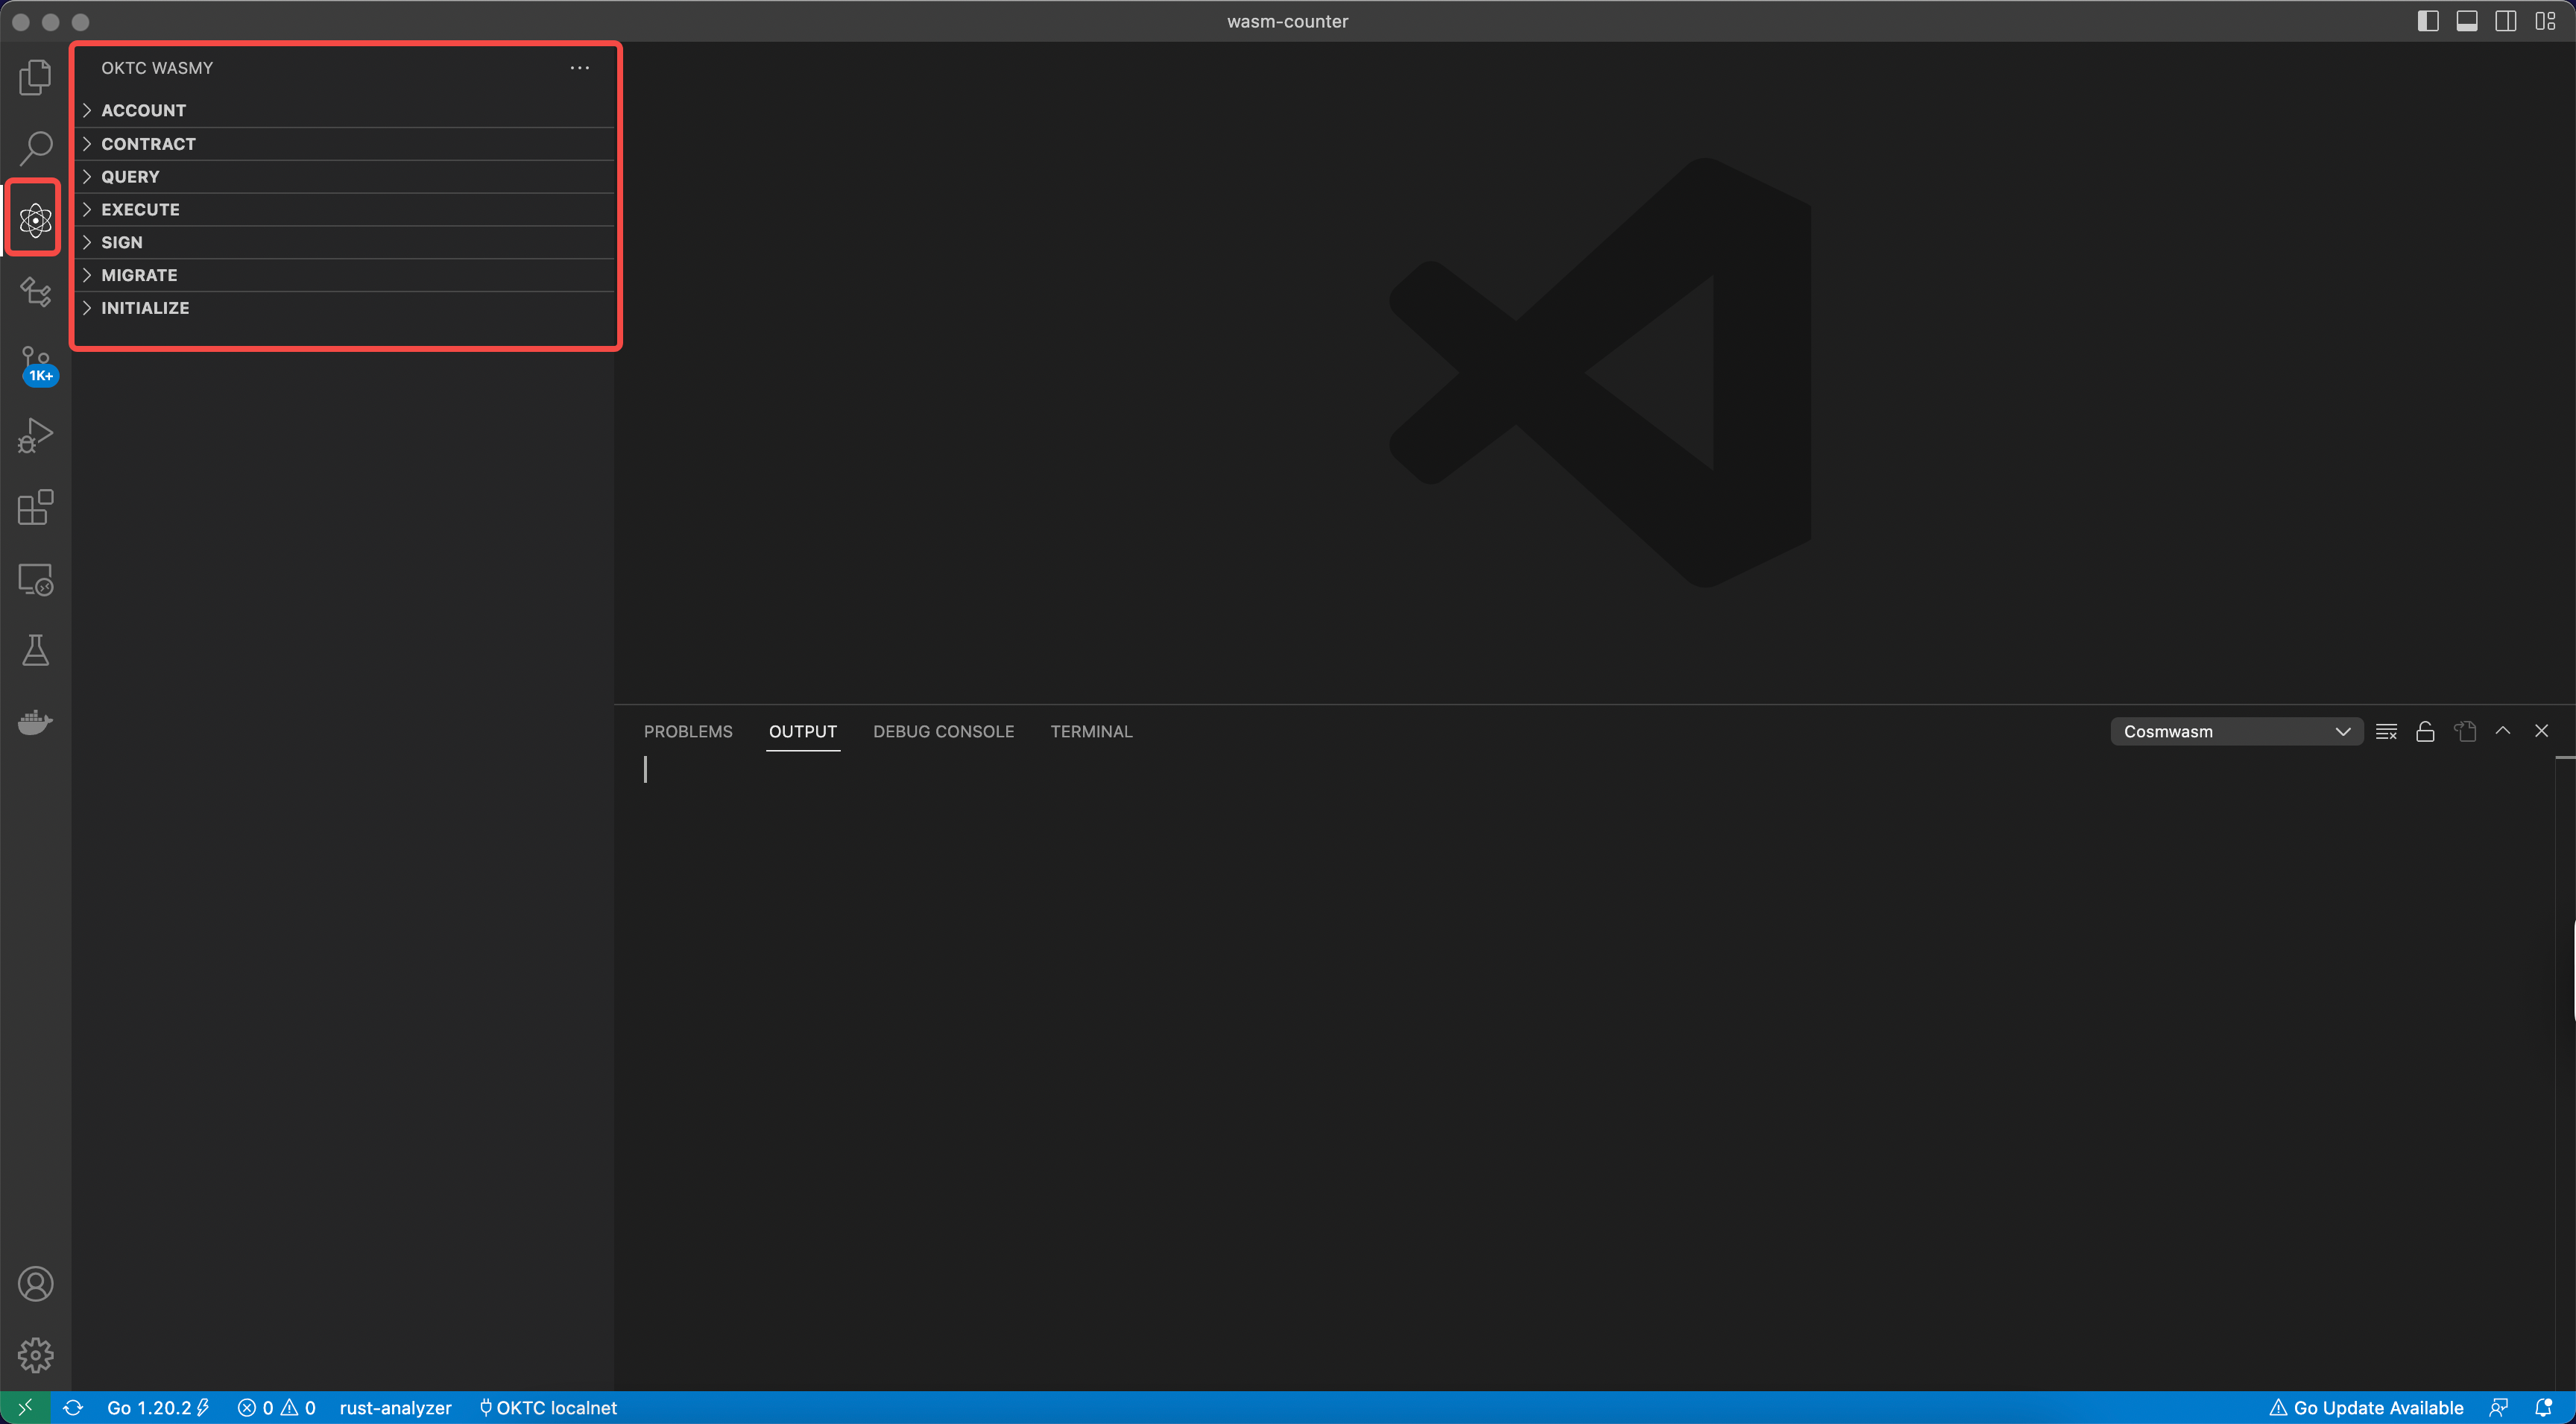 wasm-counter
OKTC WASMY
ACCOUNT
CONTRACT
QUERY
EXECUTE
SIGN
MIGRATE
INITIALIZE
1K+
PROBLEMS OUTPUT DEBUG CONSOLE TERMINAL Cosmwasm
Go 1.20.2 0 0 rust-analyzer OKTC localnet Go Update Available